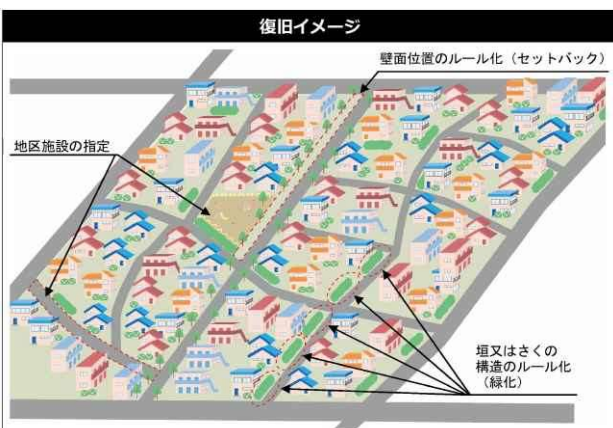 復旧イメージ
壁面位置のルール化（セットバック）
地区施設の指定
垣又はさくの
構造のルール化
（緑化）